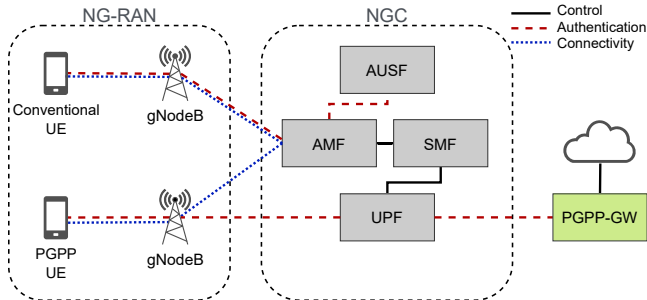 NG-RAN
NGC
Control
Authentication
Connectivity
Conventional
UE
gNodeB
AUSF
AMF
SMF
PGPP
UE
gNodeB
UPF
PGPP-GW